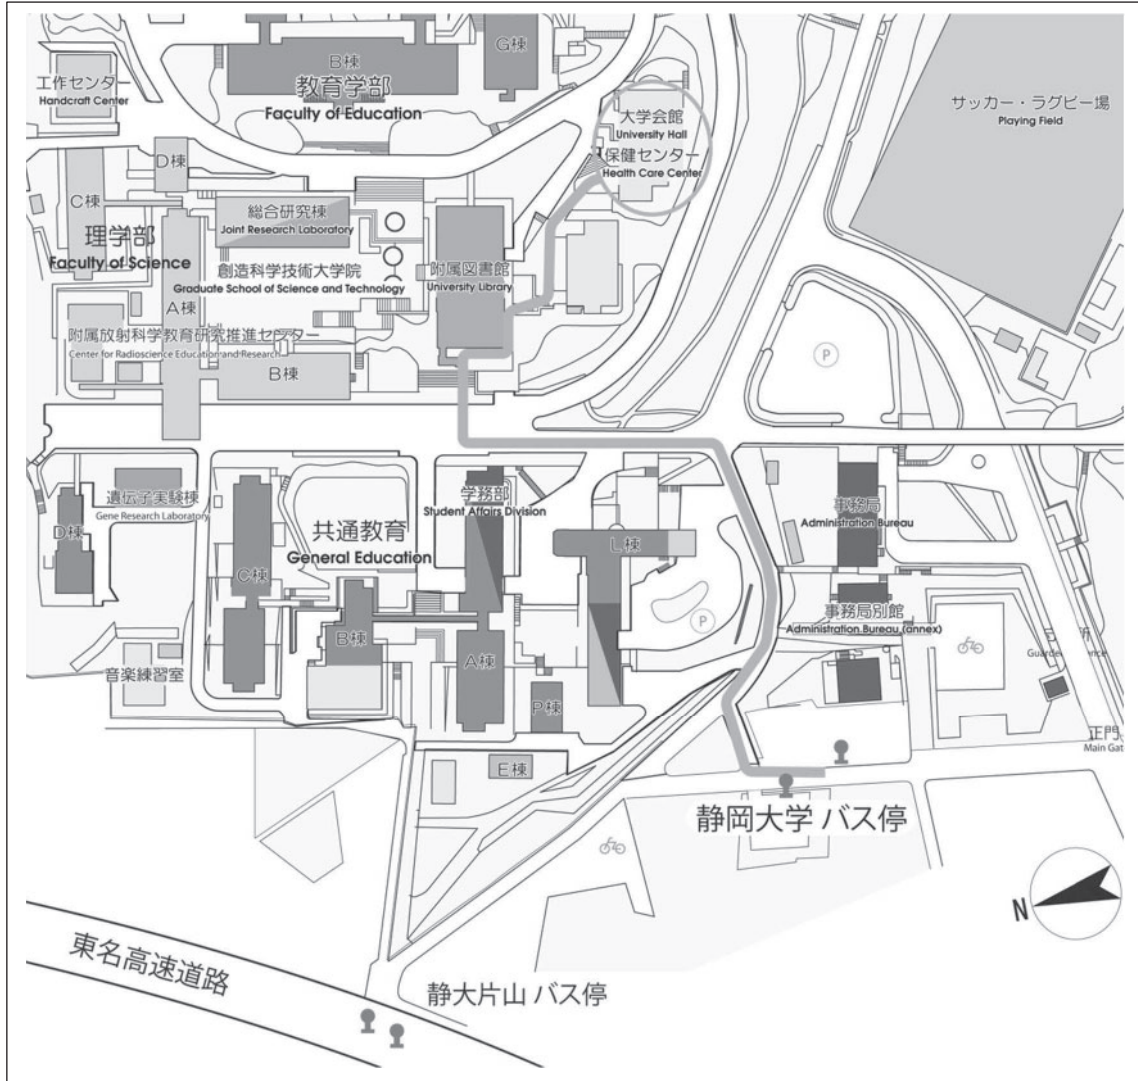 G棟
B棟
教育学部
Faculty of Education
工作センター
Handcraft Center
大学会館
University Hall
保健センター
Health Care Center
サッカー・ラグビー場
Playing Field
D棟
C棟
総合研究棟
Joint Research Laboratory
理学部
Faculty of Science
創造科学技術大学院
Graduate School of Science and Technology
附属図書館
University Library
A棟
附属放射科学教育研究推進センター
Center for Radioscience Education and Research
B棟
P
遺伝子実験棟
Gene Research Laboratory
D棟
学務部
Student Affairs Division
事務局
Administration Bureau
共通教育
General Education
L棟
C棟
事務局別館
Administration Bureau (annex)
P
B棟
A棟
音楽練習室
P棟
正門
Main Gat
E棟
静岡大学 バス停
N
東名高速道路
静大片山 バス停